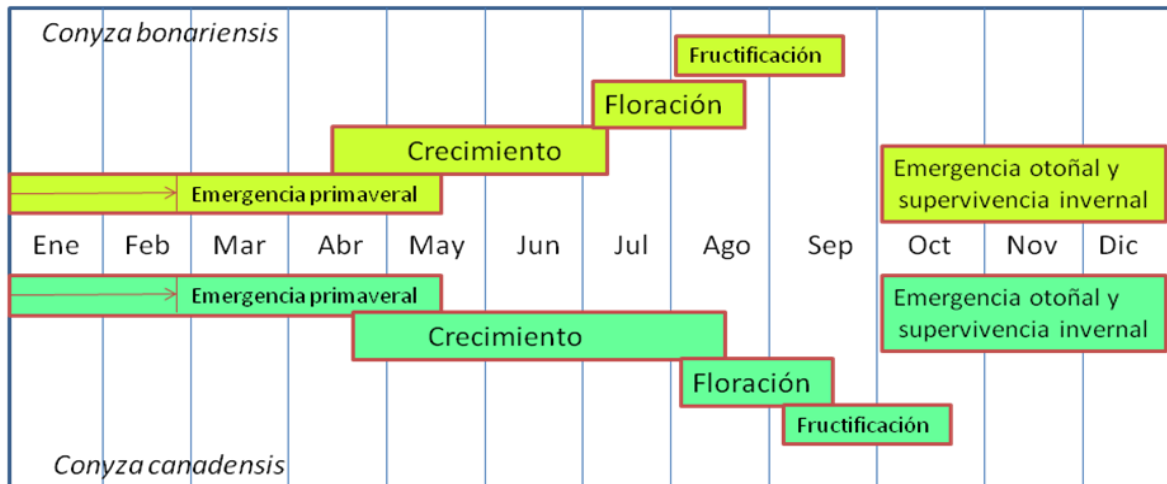 Conyza bonariensis
Fructificación
Floración
Crecimiento
Emergencia primaveral
Emergencia otoñal y
supervivencia invernal
Ene Feb Mar Abr May Jun Jul Ago Sep Oct Nov Dic
Emergencia primaveral
Emergencia otoñal y
supervivencia invernal
Crecimiento
Floración
Fructificación
Conyza canadensis